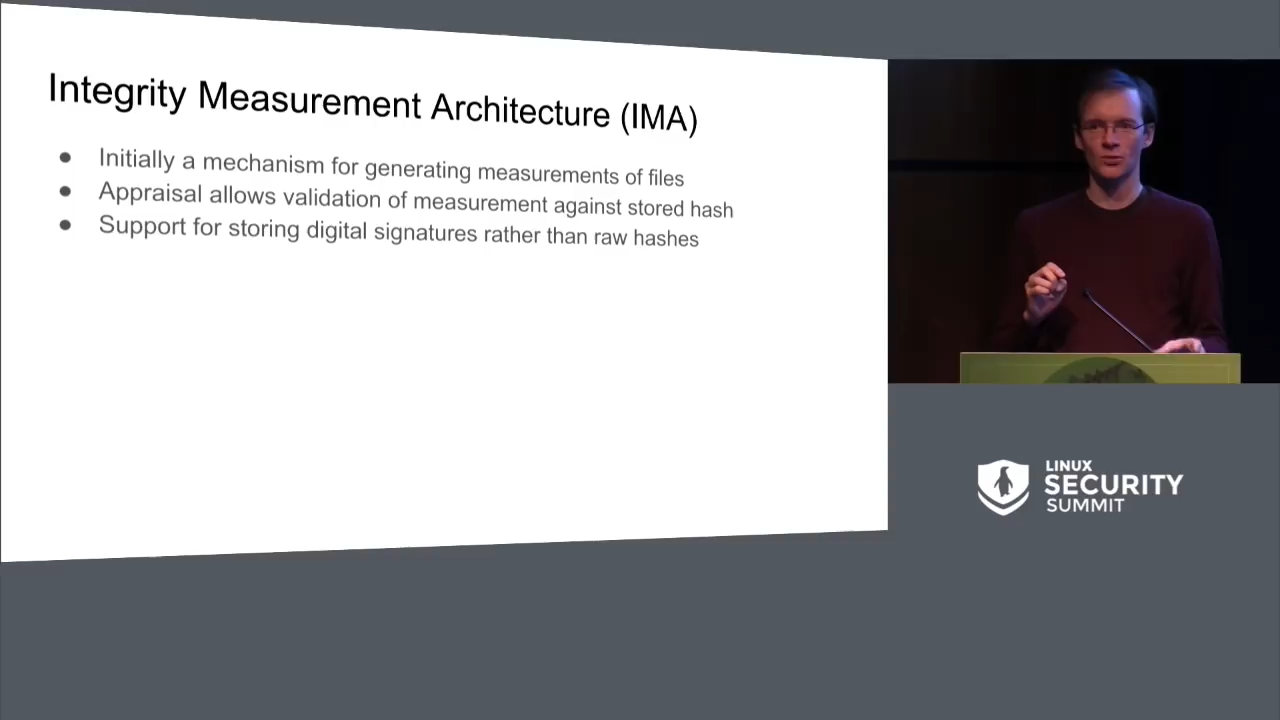 Integrity Measurement Architecture (IMA)
● Initially a mechanism for generating measurements of files
● Appraisal allows validation of measurement against stored hash
● Support for storing digital signatures rather than raw hashes
LINUX
SECURITY
SUMMIT